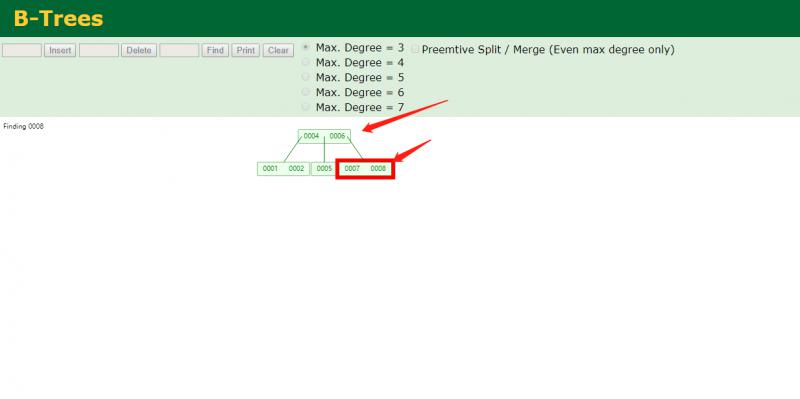 B-Trees
Insert Delete Find Print Clear
Max. Degree = 3
Max. Degree = 4
Max. Degree = 5
Max. Degree = 6
Max. Degree = 7
Preemtive Split / Merge (Even max degree only)
Finding 0008
0004 0006
0001 0002 0005 0007 0008